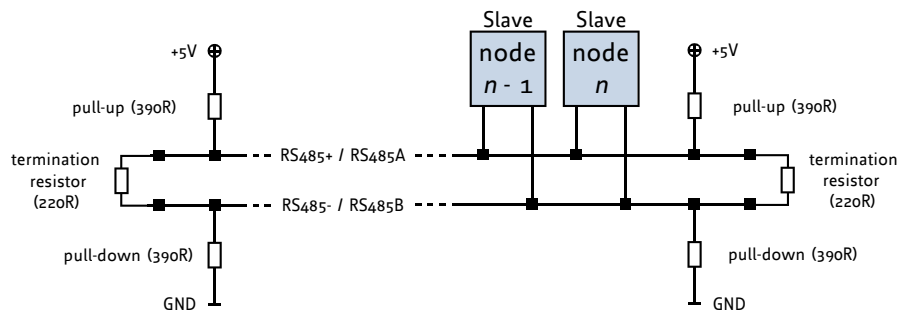 Slave
Slave
+5V
node
n - 1
node
n
+5V
pull-up (390R)
pull-up (390R)
termination
resistor
(220R)
RS485+ / RS485A
termination
resistor
(220R)
RS485- / RS485B
pull-down (390R)
pull-down (390R)
GND
GND